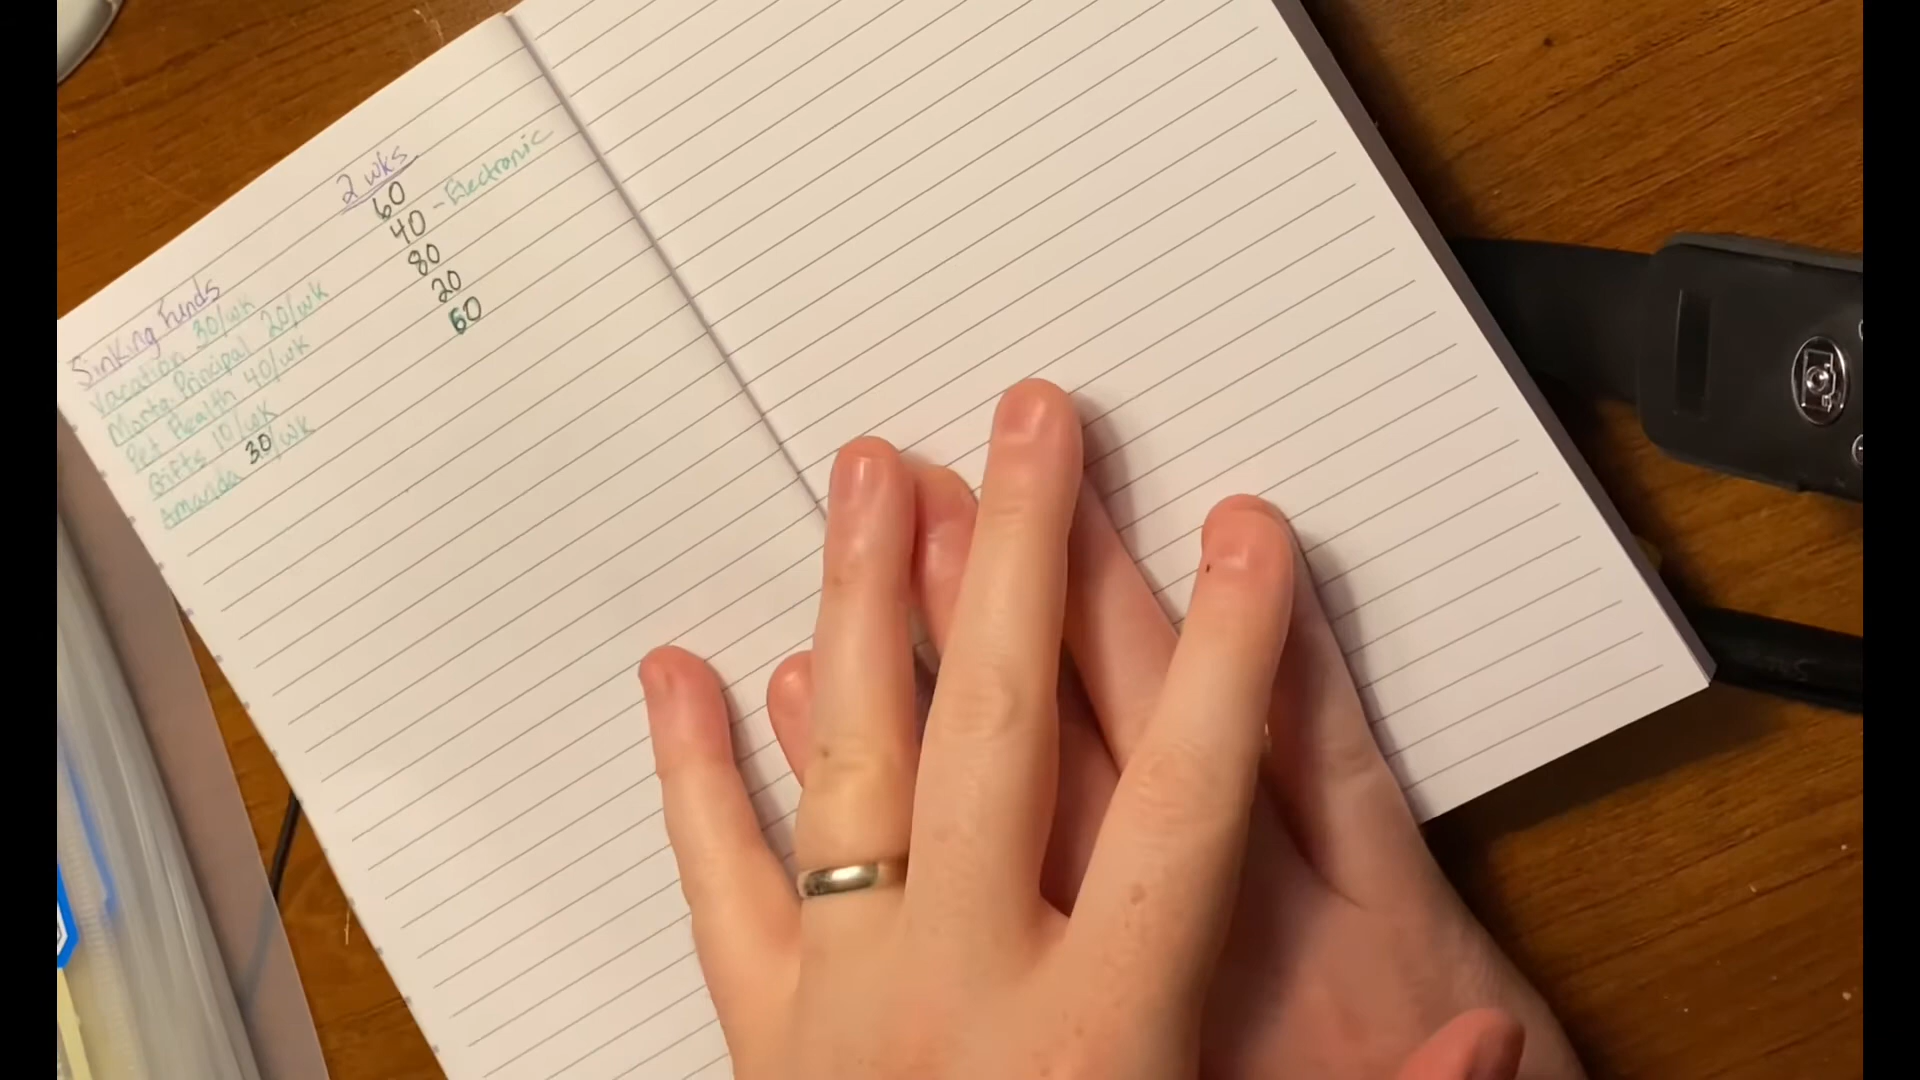 Sinking Funds 2 wks
Vacation 30/wk 60
Mortg. Principal 20/wk 40 - Electronic
Pet Health 40/wk 80
Gifts 10/wk 20
Amanda 30/wk 60